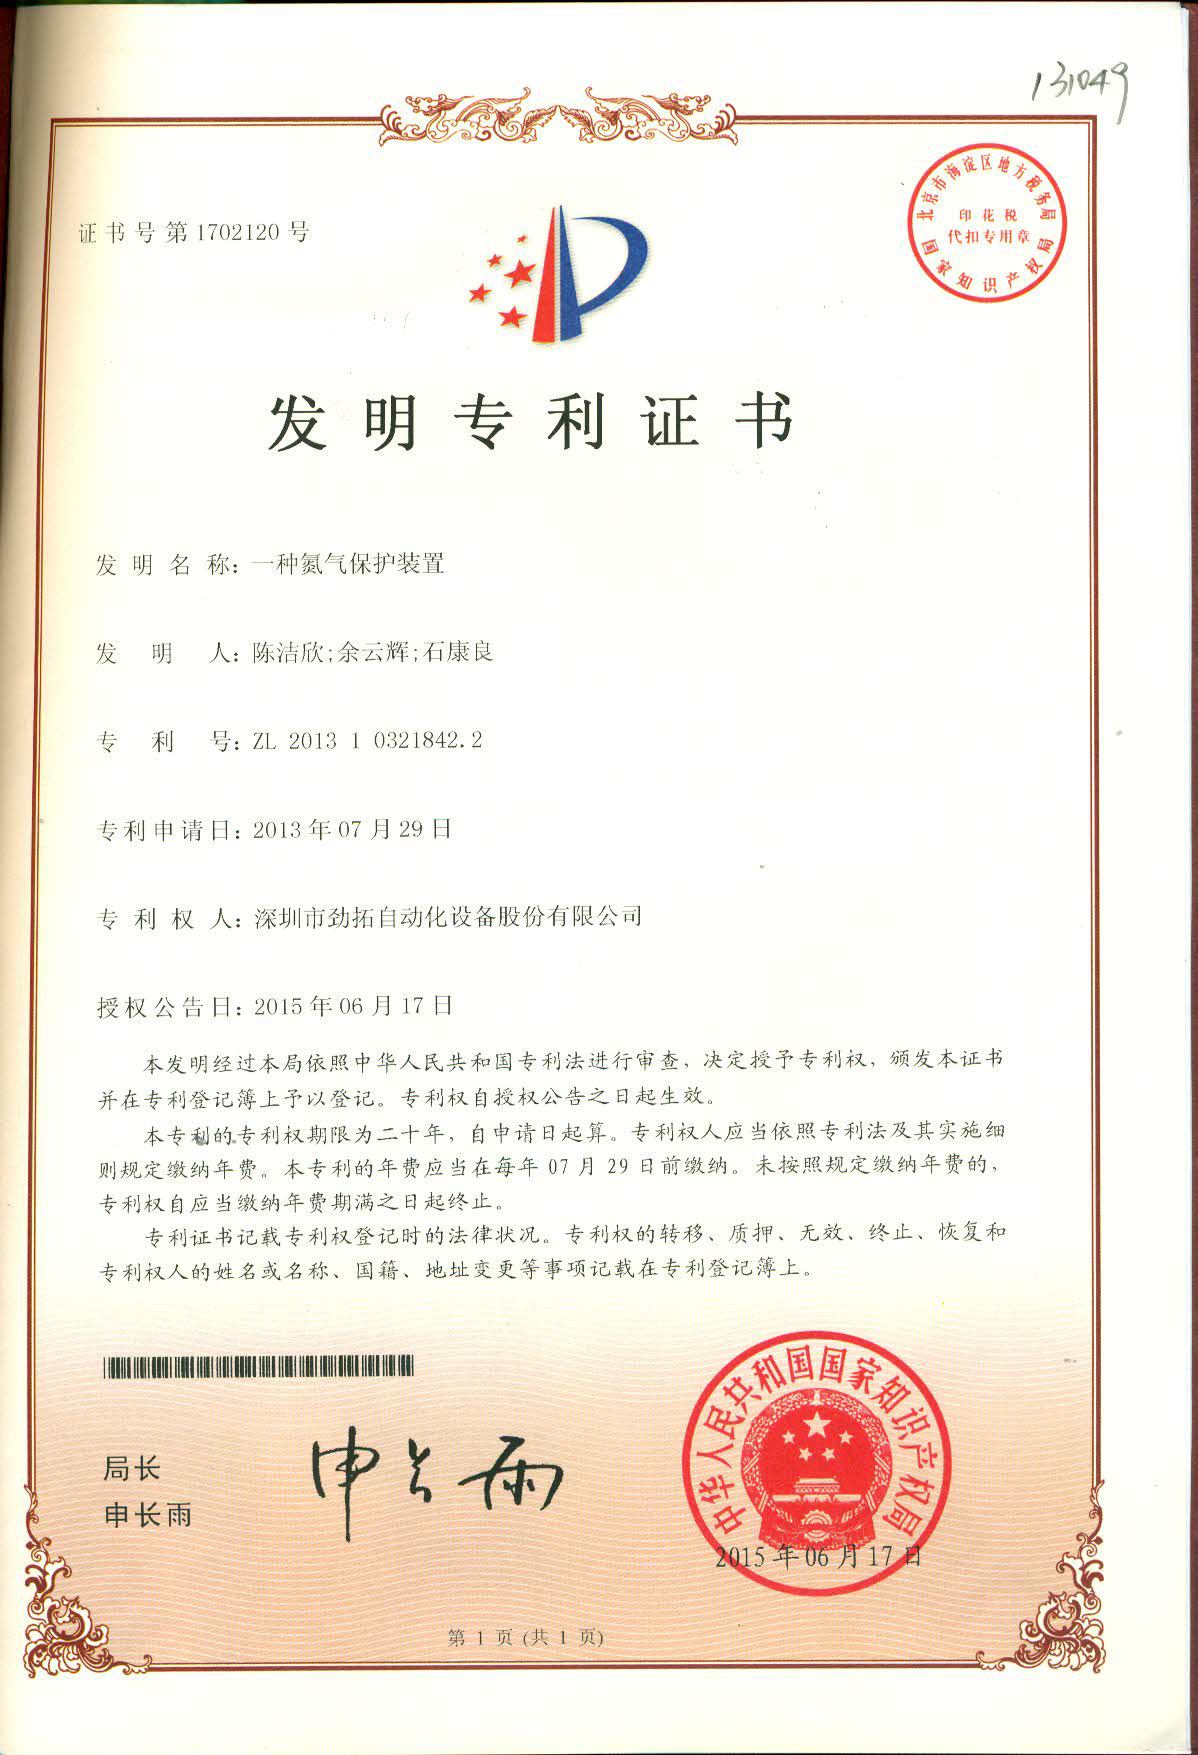 131049
北京市海淀区地方税务局
印花税
代扣专用章
国家知识产权局
证书号第1702120号
发明专利证书
发明名称：一种氮气保护装置
发明人：陈洁欣;余云辉;石康良
专利号：ZL 2013 1 0321842.2
专利申请日：2013年07月29日
专利权人：深圳市劲拓自动化设备股份有限公司
授权公告日：2015年06月17日
本发明经过本局依照中华人民共和国专利法进行审查，决定授予专利权，颁发本证书
并在专利登记簿上予以登记。专利权自授权公告之日起生效。
本专利的专利权期限为二十年，自申请日起算。专利权人应当依照专利法及其实施细
则规定缴纳年费。本专利的年费应当在每年07月29日前缴纳。未按照规定缴纳年费的，
专利权自应当缴纳年费期满之日起终止。
专利证书记载专利权登记时的法律状况。专利权的转移、质押、无效、终止、恢复和
专利权人的姓名或名称、国籍、地址变更等事项记载在专利登记簿上。
局长
申长雨
申长雨
中华人民共和国国家知识产权局
2015年06月17日
第1页(共1页)